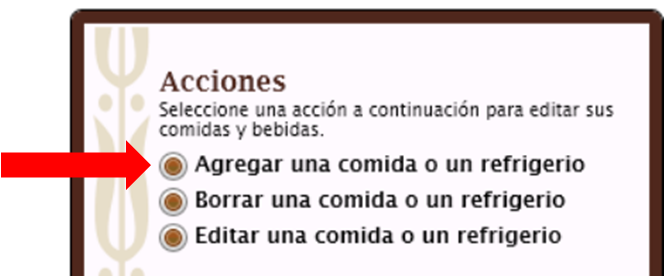 Acciones
Seleccione una acción a continuación para editar sus
comidas y bebidas.
Agregar una comida o un refrigerio
Borrar una comida o un refrigerio
Editar una comida o un refrigerio